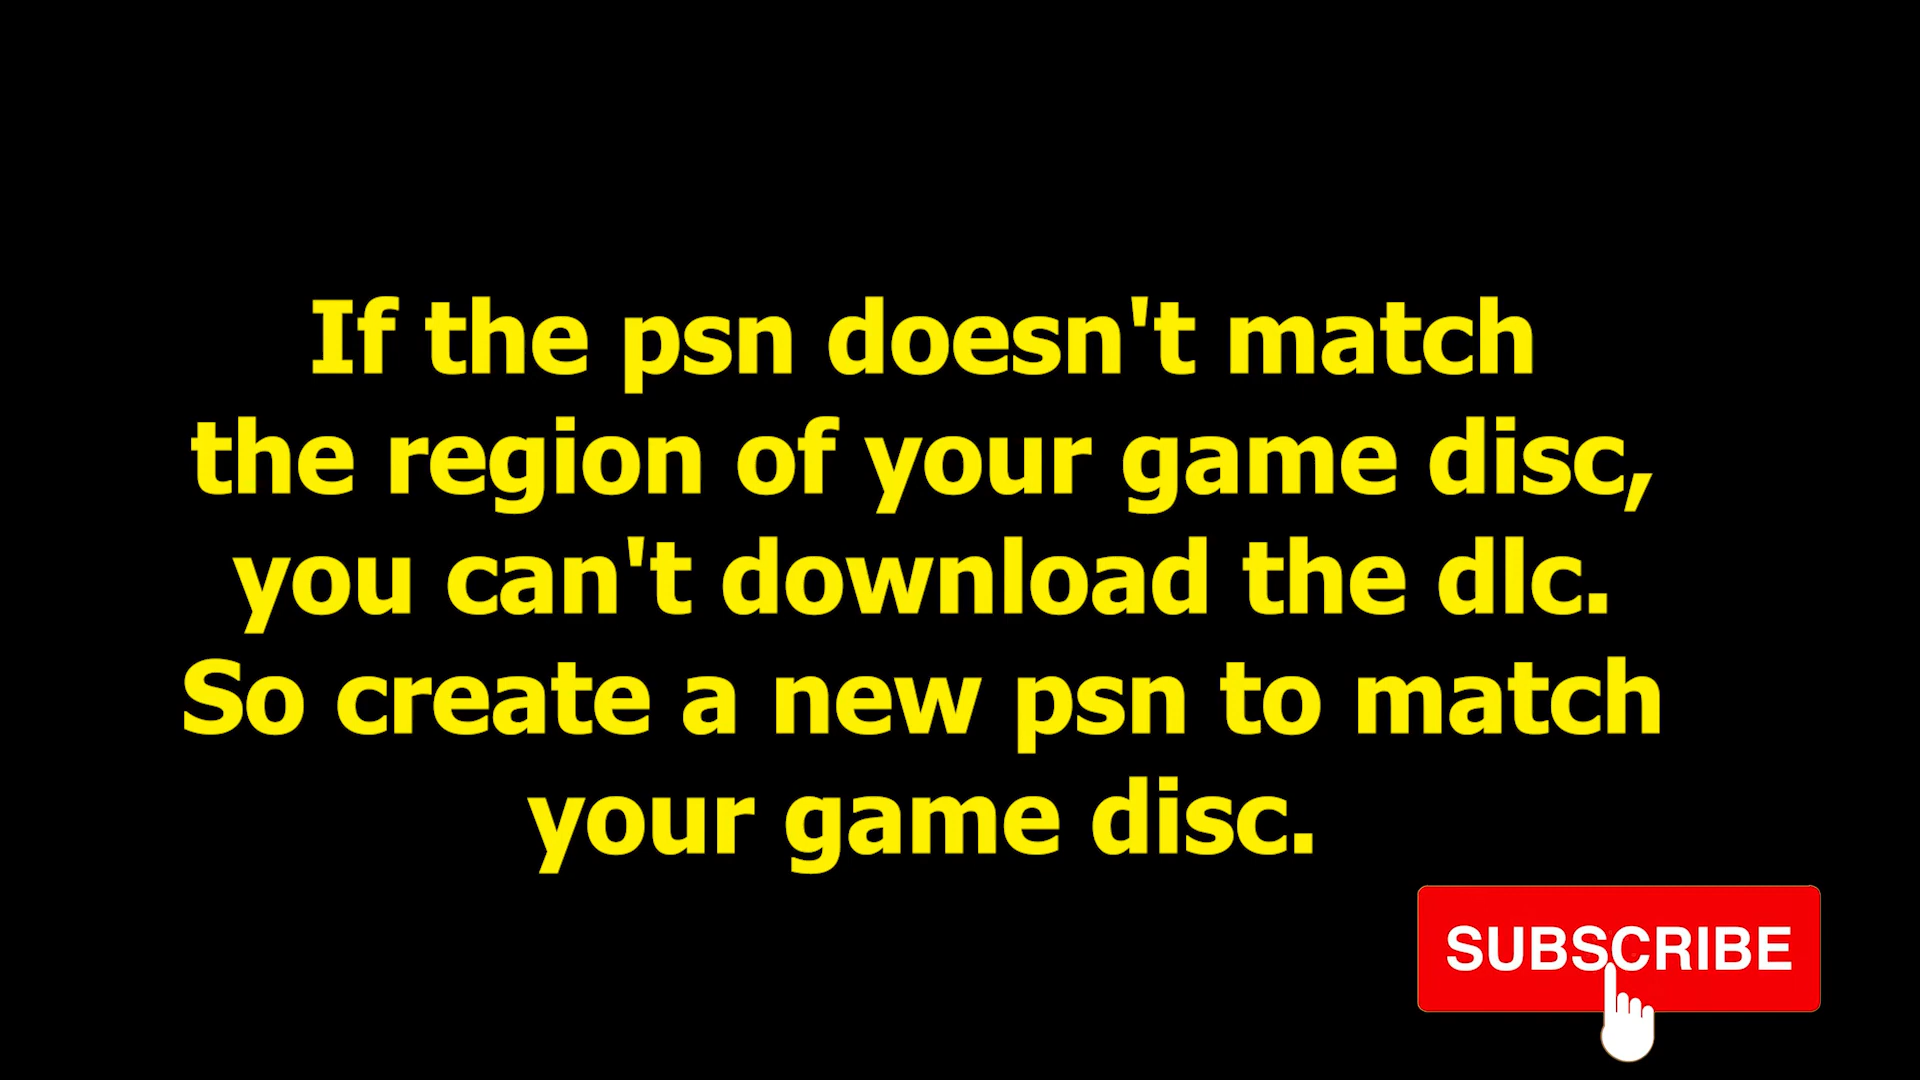 If the psn doesn't match
the region of your game disc,
you can't download the dlc.
So create a new psn to match
your game disc.
SUBSCRIBE